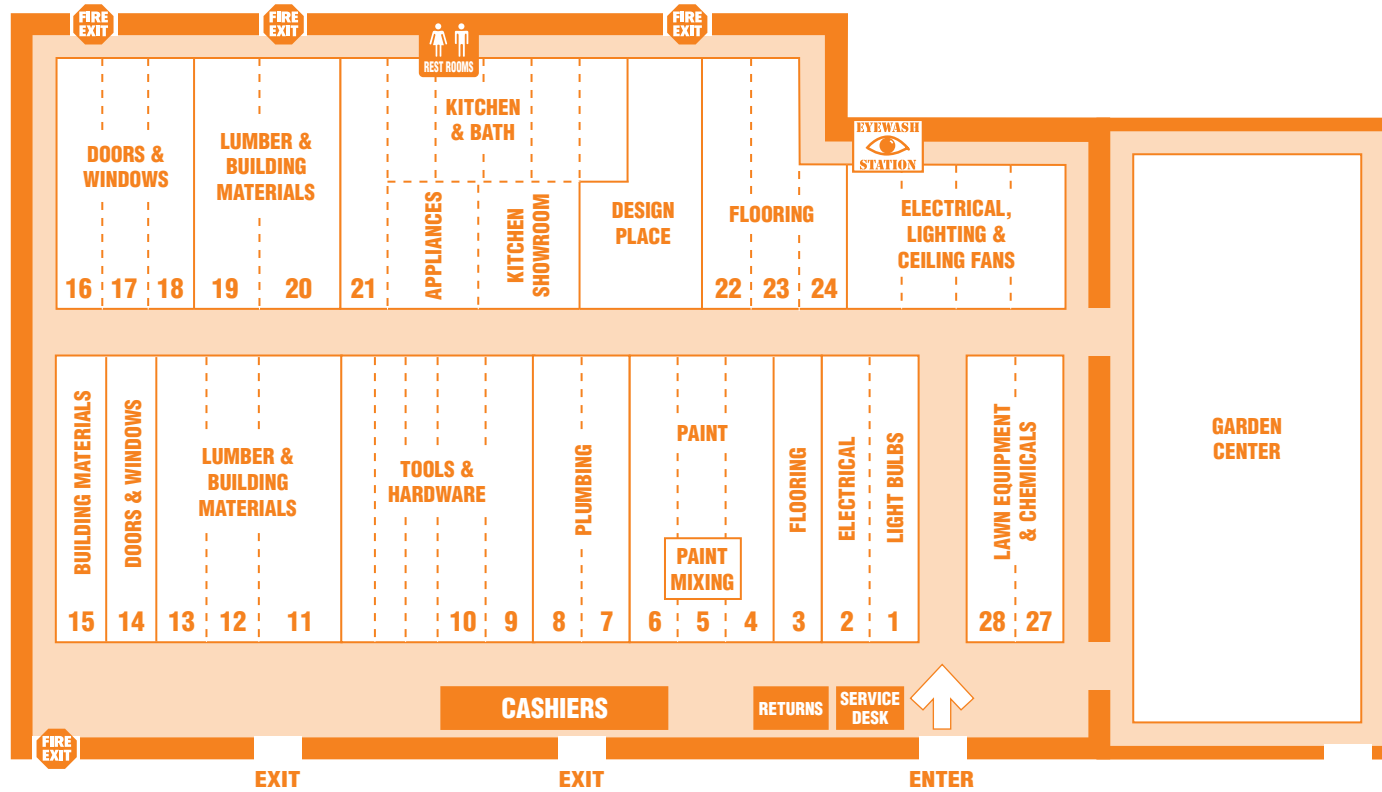 FIRE
EXIT
FIRE
EXIT
REST ROOMS
FIRE
EXIT
KITCHEN
& BATH
EYEWASH
STATION
DOORS &
WINDOWS
LUMBER &
BUILDING
MATERIALS
APPLIANCES
KITCHEN
SHOWROOM
DESIGN
PLACE
FLOORING
ELECTRICAL,
LIGHTING &
CEILING FANS
16 17 18 19 20 21 22 23 24
BUILDING MATERIALS
DOORS & WINDOWS
LUMBER &
BUILDING
MATERIALS
TOOLS &
HARDWARE
PLUMBING
PAINT
PAINT
MIXING
FLOORING
ELECTRICAL
LIGHT BULBS
LAWN EQUIPMENT
& CHEMICALS
GARDEN
CENTER
15 14 13 12 11 10 9 8 7 6 5 4 3 2 1 28 27
CASHIERS
RETURNS
SERVICE
DESK
FIRE
EXIT
EXIT
EXIT
ENTER